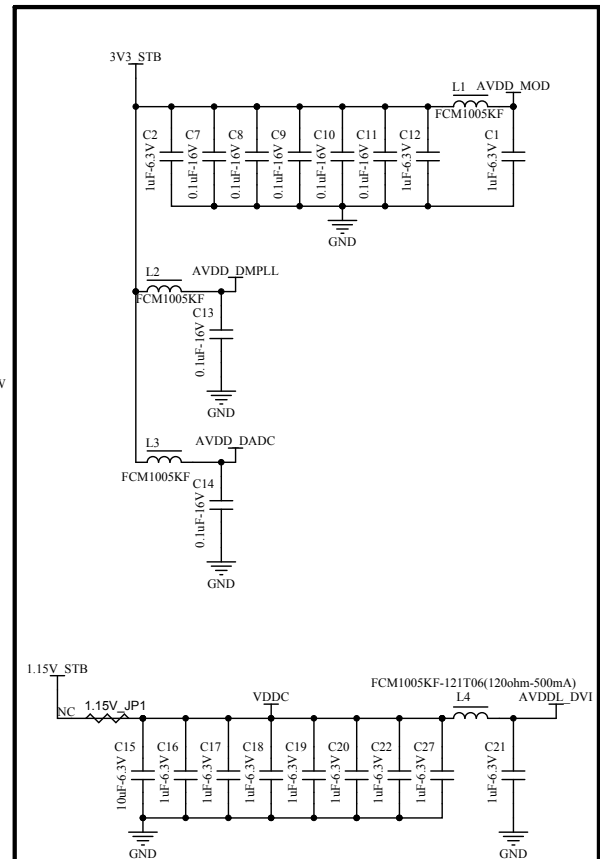 3V3_STB
L1 AVDD_MOD
FCM1005KF
C2 C7 C8 C9 C10 C11 C12 C1
1uF-6.3V 0.1uF-16V 0.1uF-16V 0.1uF-16V 0.1uF-16V 0.1uF-16V 1uF-6.3V 1uF-6.3V
GND
L2 AVDD_DMPLL
FCM1005KF
C13
0.1uF-16V
GND
L3 AVDD_DADC
FCM1005KF
C14
0.1uF-16V
GND
1.15V_STB
FCM1005KF-121T06(120ohm-500mA)
NC 1.15V_JP1 VDDC L4 AVDDL_DVI
C15 C16 C17 C18 C19 C20 C22 C27 C21
10uF-6.3V 1uF-6.3V 1uF-6.3V 1uF-6.3V 1uF-6.3V 1uF-6.3V 1uF-6.3V 1uF-6.3V 1uF-6.3V
GND GND